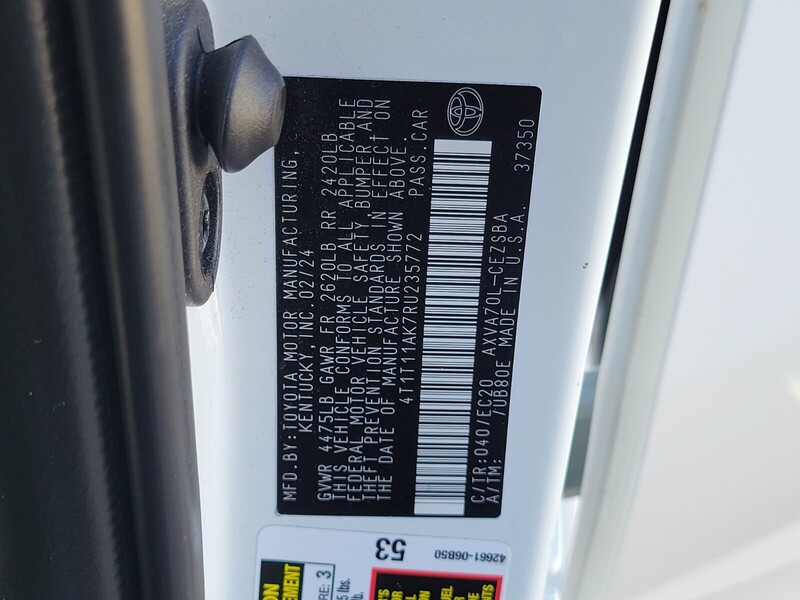 MFD.BY:TOYOTA MOTOR MANUFACTURING,
KENTUCKY, INC.02/24
GVWR 4475LB GAWR FR 2620LB RR 2420LB
THIS VEHICLE CONFORMS TO ALL APPLICABLE
FEDERAL MOTOR VEHICLE SAFETY, BUMPER,AND
THEFT PREVENTION STANDARDS IN EFFECT ON
THE DATE OF MANUFACTURE SHOWN ABOVE.
4T1T11AK7RU235772 PASS.CAR
C/TR:040/EC20 AXVA70L-CEZSBA
A/TM: /UB80E MADE IN U.S.A. 37350
53
42661-06B50